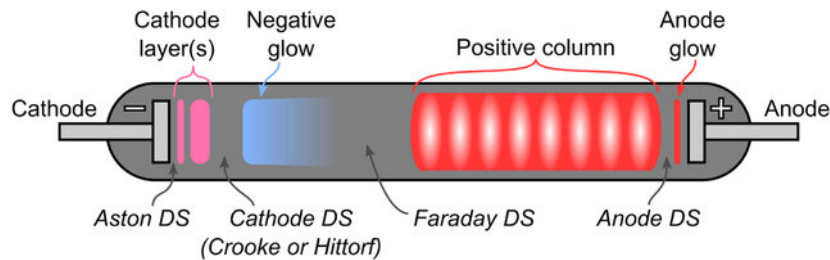 Cathode
layer(s)
Negative
glow
Positive column
Anode
glow
Cathode
−
+
Anode
Aston DS
Cathode DS
(Crooke or Hittorf)
Faraday DS
Anode DS